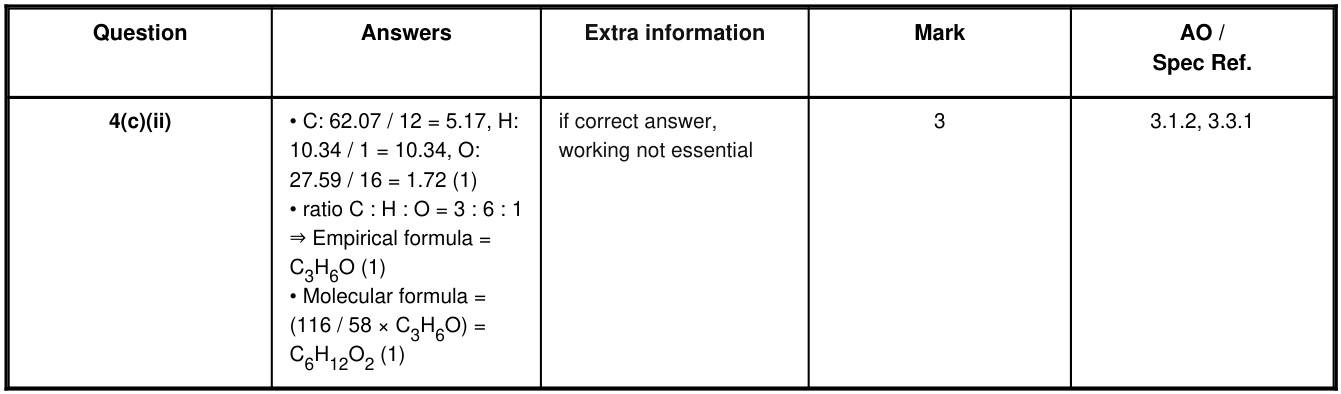 Question
Answers
Extra information
Mark
AO /
Spec Ref.
4(c)(ii)
• C: 62.07 / 12 = 5.17, H:
10.34 / 1 = 10.34, O:
27.59 / 16 = 1.72 (1)
• ratio C : H : O = 3 : 6 : 1
⇒ Empirical formula =
C₃H₆O (1)
• Molecular formula =
(116 / 58 × C₃H₆O) =
C₆H₁₂O₂ (1)
if correct answer,
working not essential
3
3.1.2, 3.3.1